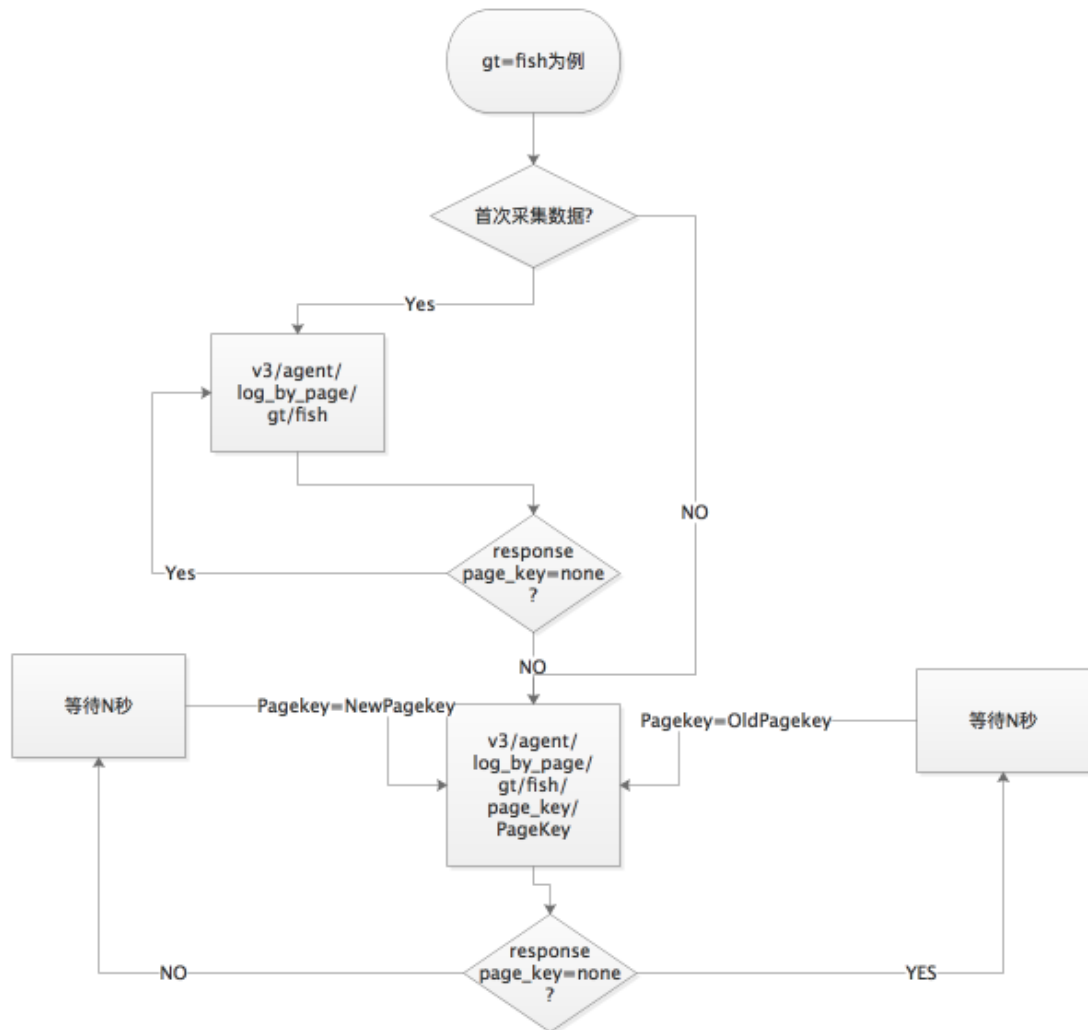 gt=fish为例
首次采集数据?
Yes
v3/agent/
log_by_page/
gt/fish
NO
response
page_key=none
?
Yes
NO
等待N秒
Pagekey=NewPagekey
Pagekey=OldPagekey
等待N秒
v3/agent/
log_by_page/
gt/fish/
page_key/
PageKey
response
page_key=none
?
NO
YES